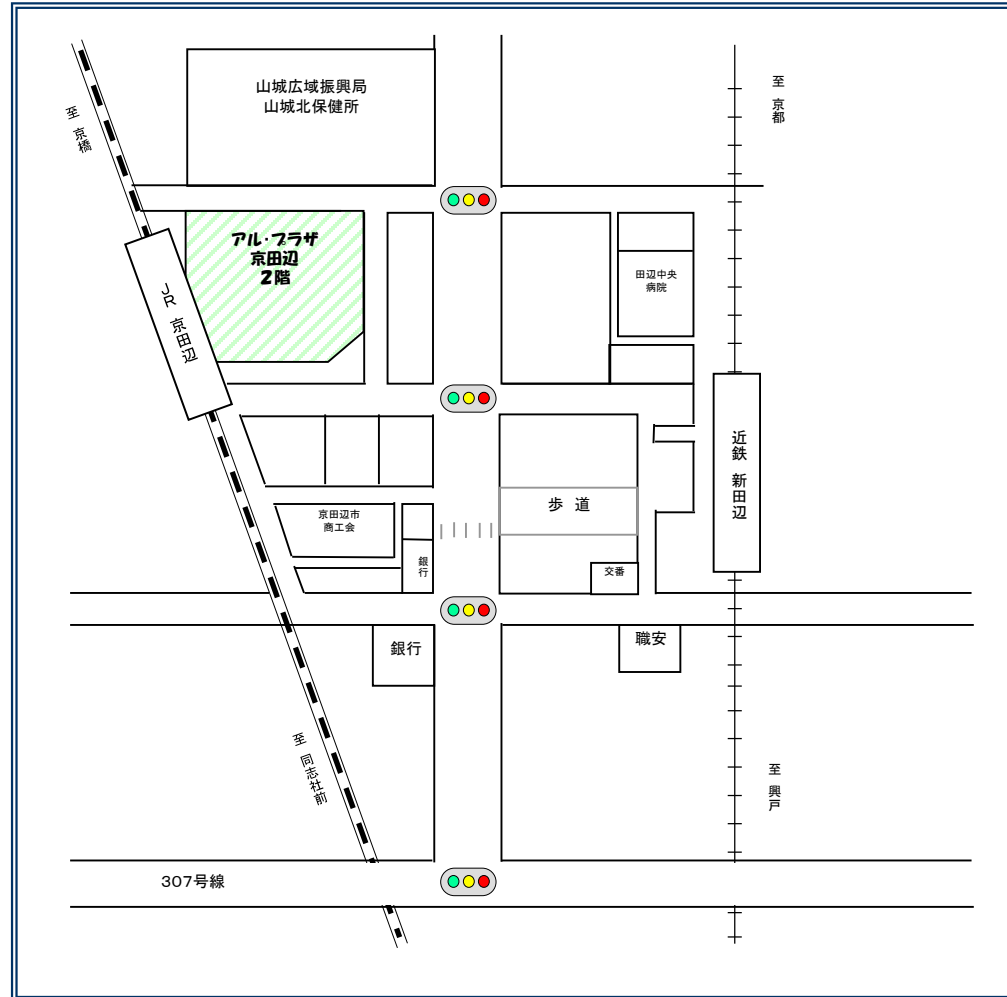 山城広域振興局
山城北保健所
至 京都
至 京橋
アル・プラザ
京田辺
2階
田辺中央
病院
JR 京田辺
近鉄 新田辺
歩 道
京田辺市
商工会
銀行
交番
銀行
職安
至 同志社前
至 興戸
307号線